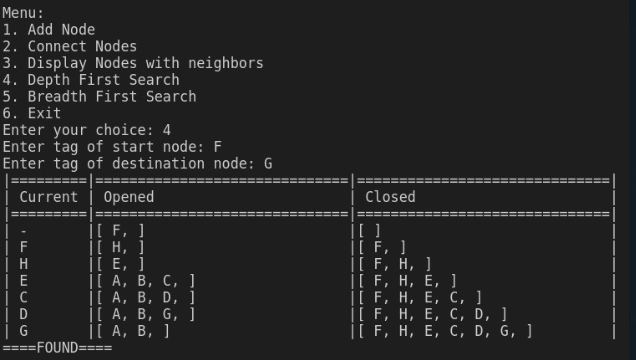 Menu:
1. Add Node
2. Connect Nodes
3. Display Nodes with neighbors
4. Depth First Search
5. Breadth First Search
6. Exit
Enter your choice: 4
Enter tag of start node: F
Enter tag of destination node: G
|=========|==============================|==============================|
| Current | Opened                       | Closed                       |
|=========|==============================|==============================|
| -       |[ F, ]                        |[ ]                           |
| F       |[ H, ]                        |[ F, ]                        |
| H       |[ E, ]                        |[ F, H, ]                     |
| E       |[ A, B, C, ]                  |[ F, H, E, ]                  |
| C       |[ A, B, D, ]                  |[ F, H, E, C, ]               |
| D       |[ A, B, G, ]                  |[ F, H, E, C, D, ]            |
| G       |[ A, B, ]                     |[ F, H, E, C, D, G, ]         |
====FOUND====